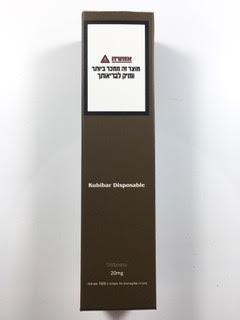 אזהרה
מוצר זה ממכר ביותר
ומזיק לבריאותך
Kubibar Disposable
20mg